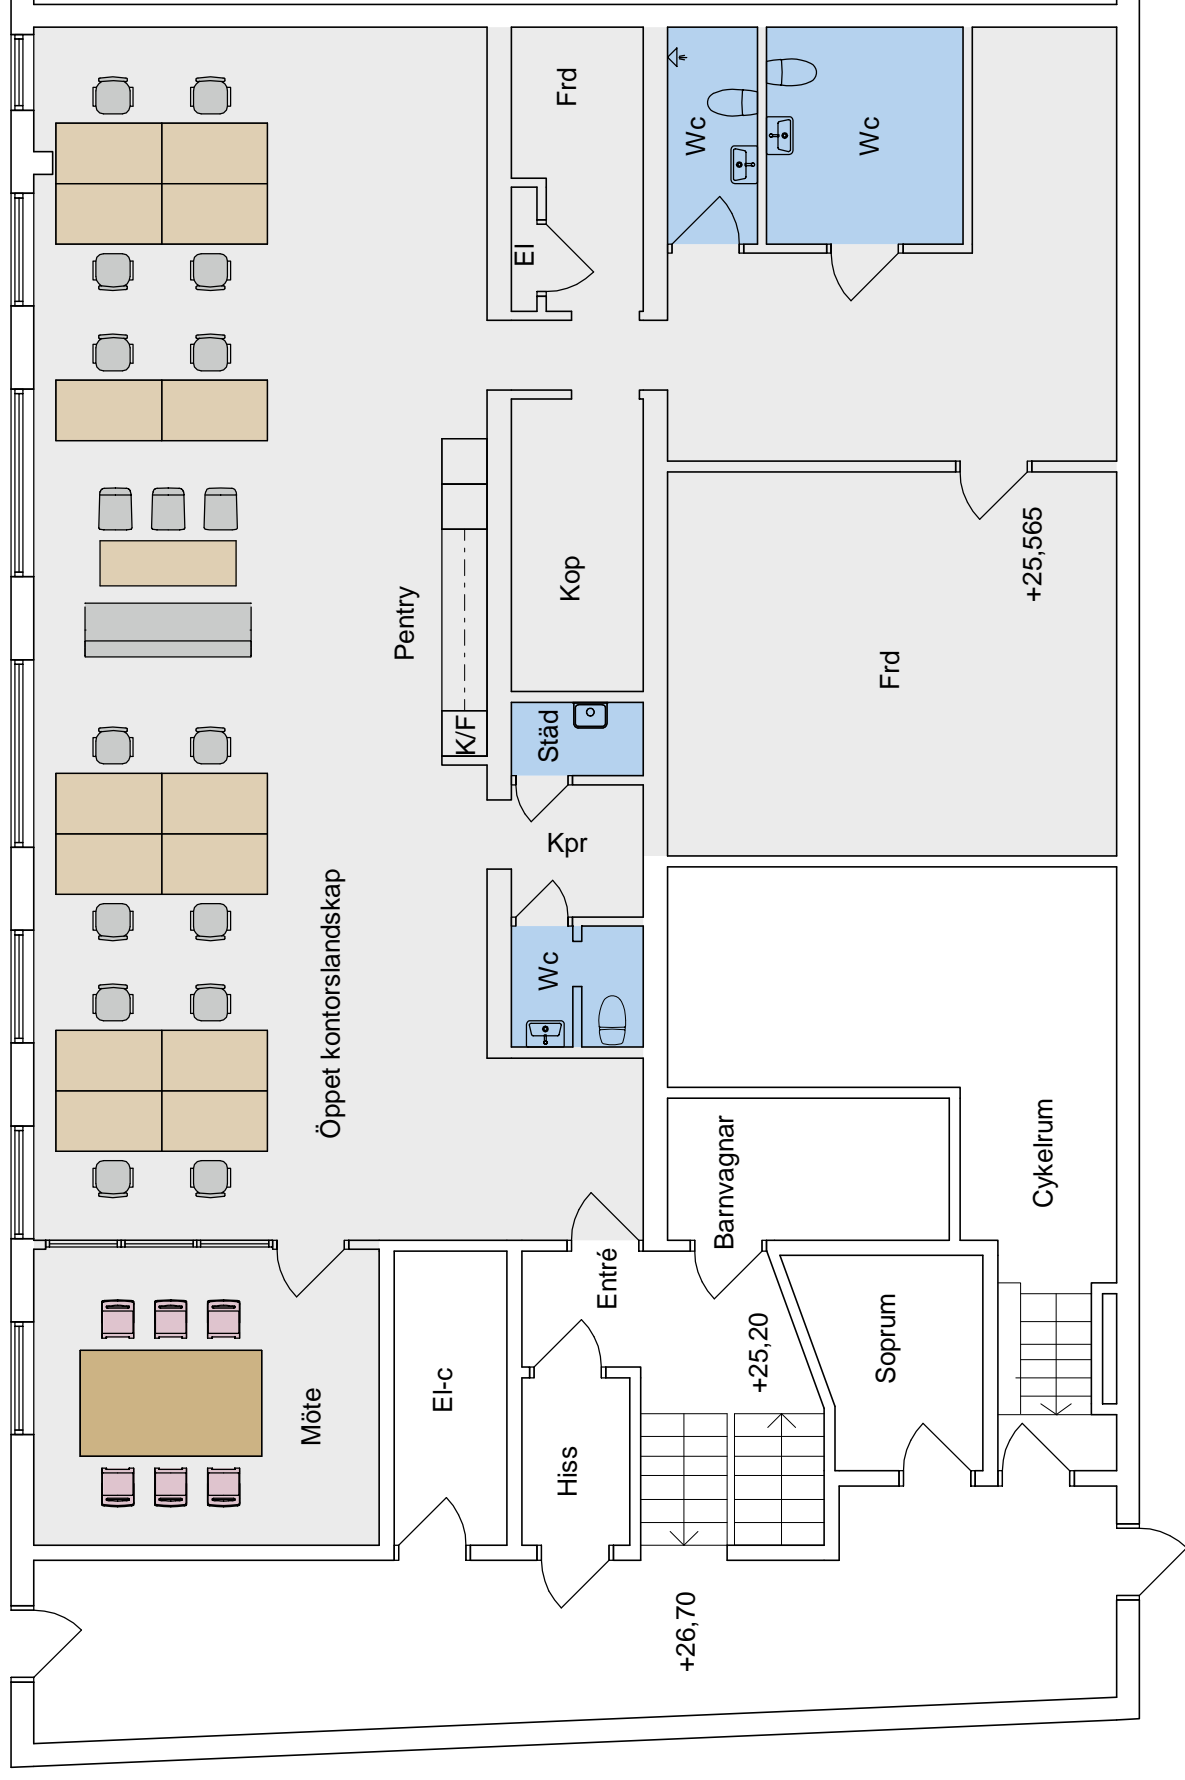 Frd
Wc
Wc
El
Kop
+25,565
Pentry
Frd
K/F
Städ
Kpr
Öppet kontorslandskap
Wc
Barnvagnar
Cykelrum
Entré
+25,20
Soprum
El-c
Möte
Hiss
+26,70